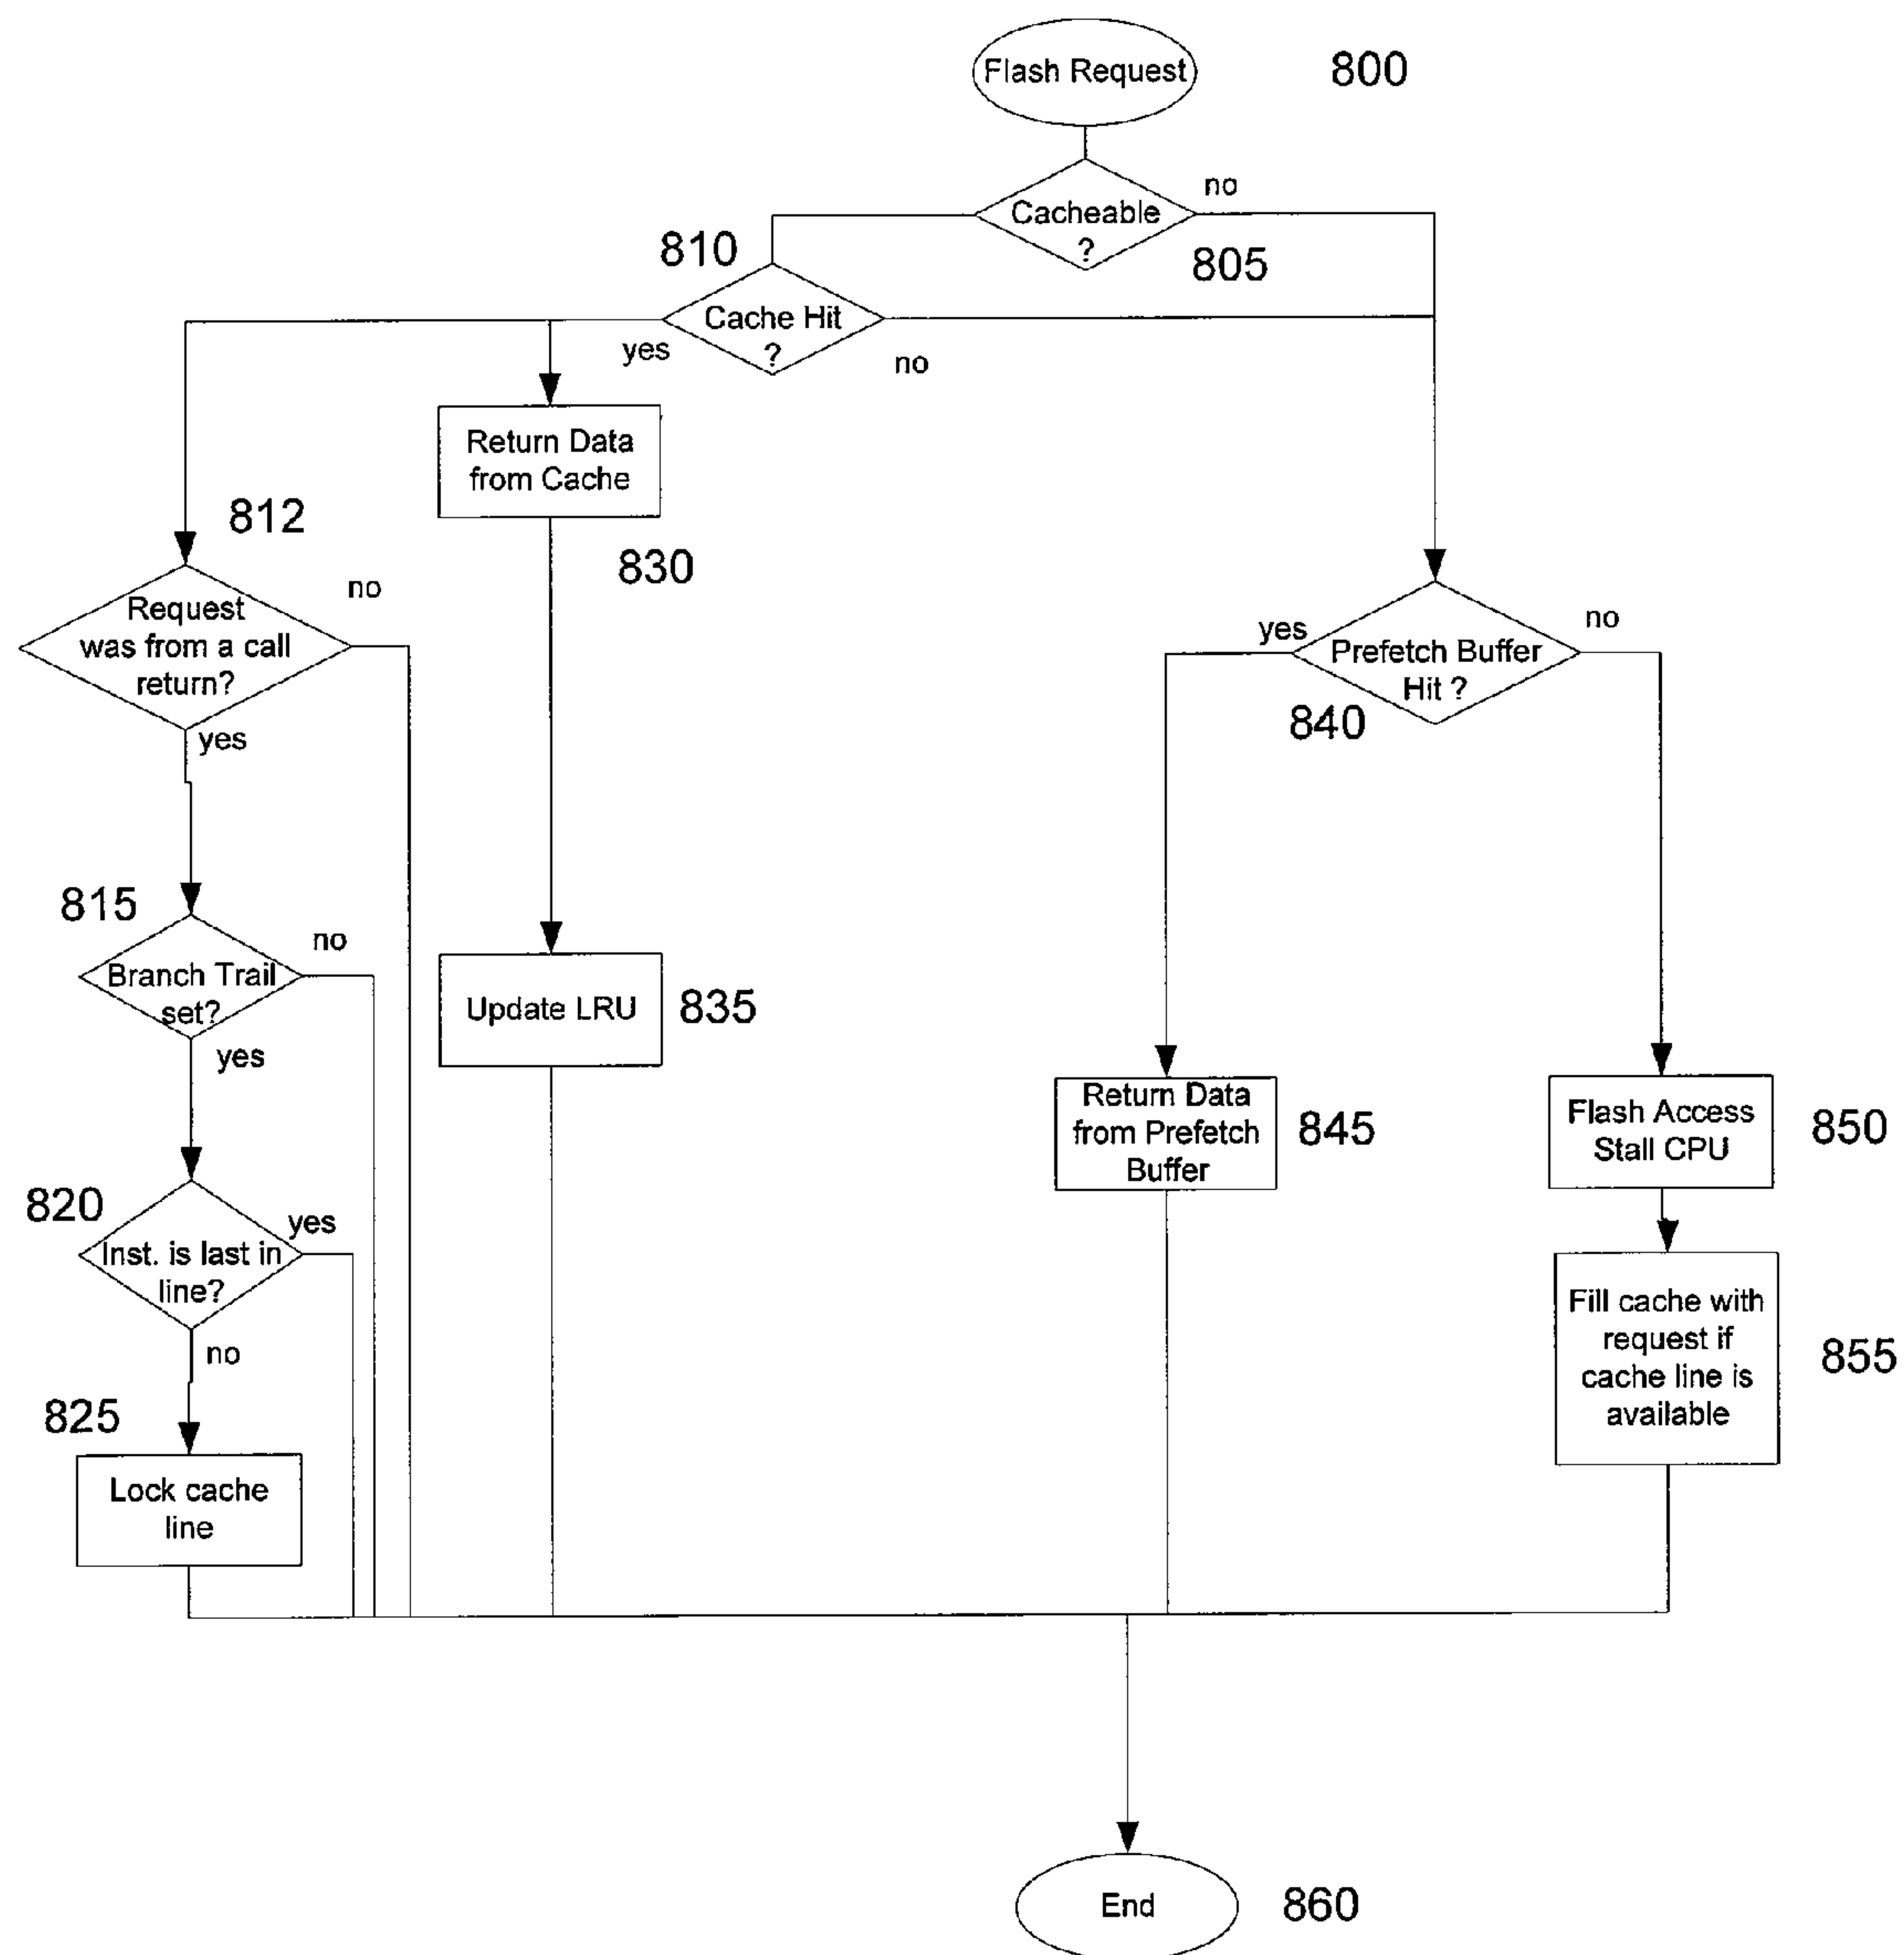 Flash Request
800
no
Cacheable
?
805
810
Cache Hit
?
yes
no
Return Data
from Cache
830
812
no
Request
was from a call
return?
yes
yes
no
Prefetch Buffer
Hit ?
840
815
no
Branch Trail
set?
yes
Update LRU
835
Return Data
from Prefetch
Buffer
845
Flash Access
Stall CPU
850
820
yes
Inst. is last in
line?
no
Fill cache with
request if
cache line is
available
855
825
Lock cache
line
End
860